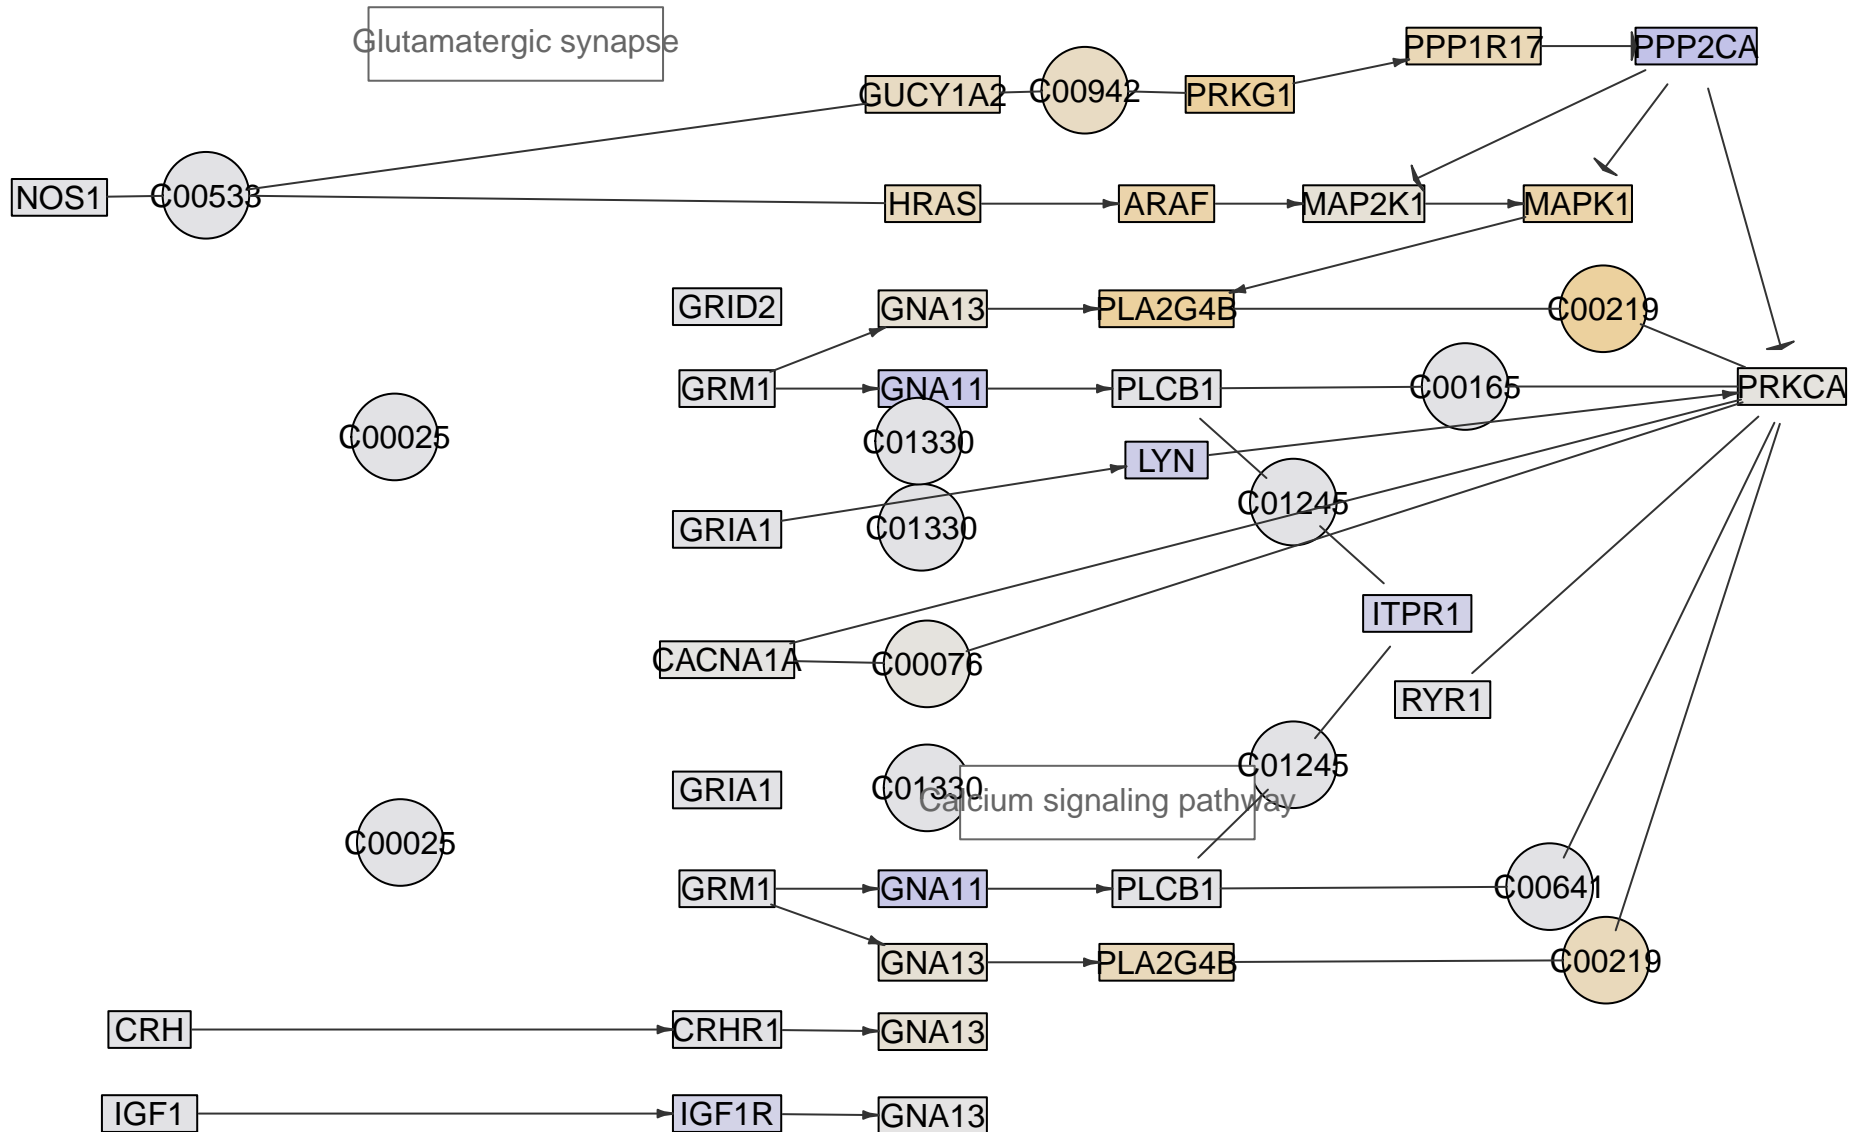 Glutamatergic synapse
PPP1R17
PPP2CA
GUCY1A2
C00942
PRKG1
NOS1
C00533
HRAS
ARAF
MAP2K1
MAPK1
GRID2
GNA13
PLA2G4B
C00219
GRM1
GNA11
PLCB1
C00165
PRKCA
C00025
C01330
LYN
GRIA1
C01330
C01245
ITPR1
CACNA1A
C00076
RYR1
GRIA1
C01330
C01245
Calcium signaling pathway
C00025
GRM1
GNA11
PLCB1
C00641
GNA13
PLA2G4B
C00219
CRH
CRHR1
GNA13
IGF1
IGF1R
GNA13